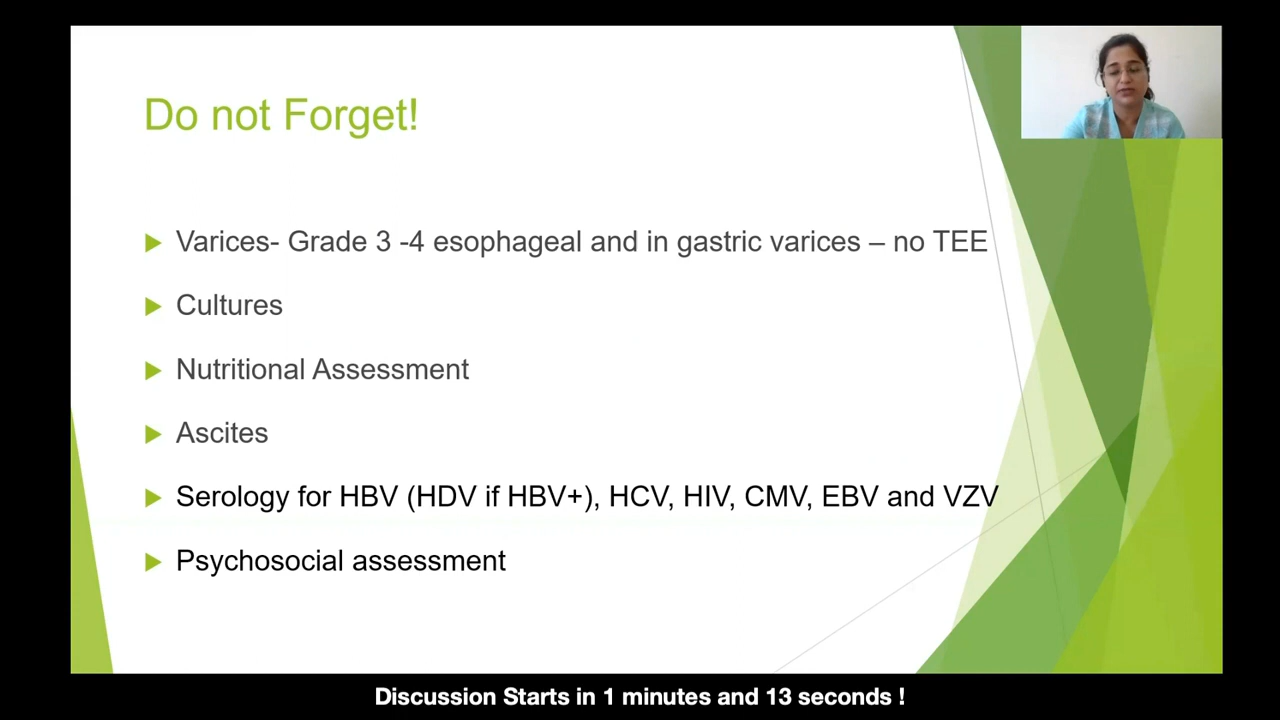 Do not Forget!
Varices- Grade 3 -4 esophageal and in gastric varices – no TEE
Cultures
Nutritional Assessment
Ascites
Serology for HBV (HDV if HBV+), HCV, HIV, CMV, EBV and VZV
Psychosocial assessment
Discussion Starts in 1 minutes and 13 seconds !